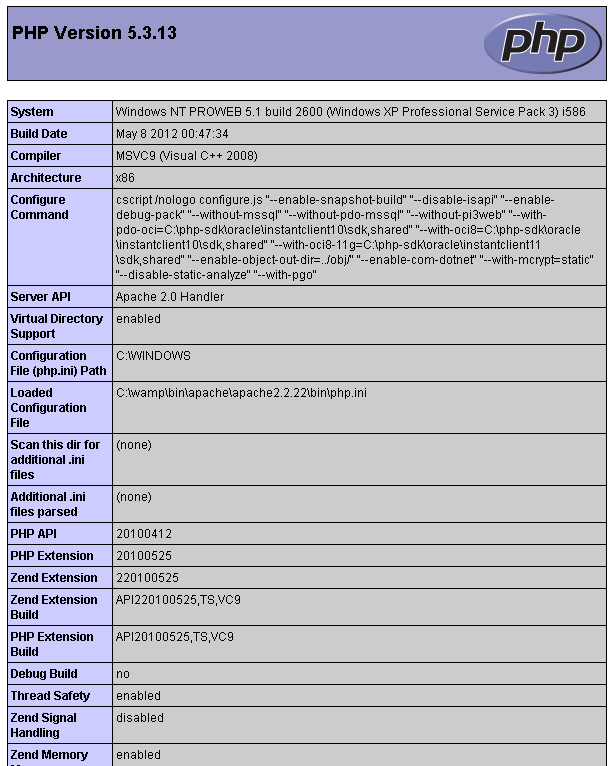 PHP Version 5.3.13
php
System
Windows NT PROWEB 5.1 build 2600 (Windows XP Professional Service Pack 3) i586
Build Date
May 8 2012 00:47:34
Compiler
MSVC9 (Visual C++ 2008)
Architecture
x86
Configure
Command
cscript /nologo configure.js "--enable-snapshot-build" "--disable-isapi" "--enable-
debug-pack" "--without-mssql" "--without-pdo-mssql" "--without-pi3web" "--with-
pdo-oci=C:\php-sdk\oracle\instantclient10\sdk,shared" "--with-oci8=C:\php-sdk\oracle
\instantclient10\sdk,shared" "--with-oci8-11g=C:\php-sdk\oracle\instantclient11
\sdk,shared" "--enable-object-out-dir=../obj/" "--enable-com-dotnet" "--with-mcrypt=static"
"--disable-static-analyze" "--with-pgo"
Server API
Apache 2.0 Handler
Virtual Directory
Support
enabled
Configuration
File (php.ini) Path
C:\WINDOWS
Loaded
Configuration
File
C:\wamp\bin\apache\apache2.2.22\bin\php.ini
Scan this dir for
additional .ini
files
(none)
Additional .ini
files parsed
(none)
PHP API
20100412
PHP Extension
20100525
Zend Extension
220100525
Zend Extension
Build
API220100525,TS,VC9
PHP Extension
Build
API20100525,TS,VC9
Debug Build
no
Thread Safety
enabled
Zend Signal
Handling
disabled
Zend Memory
enabled